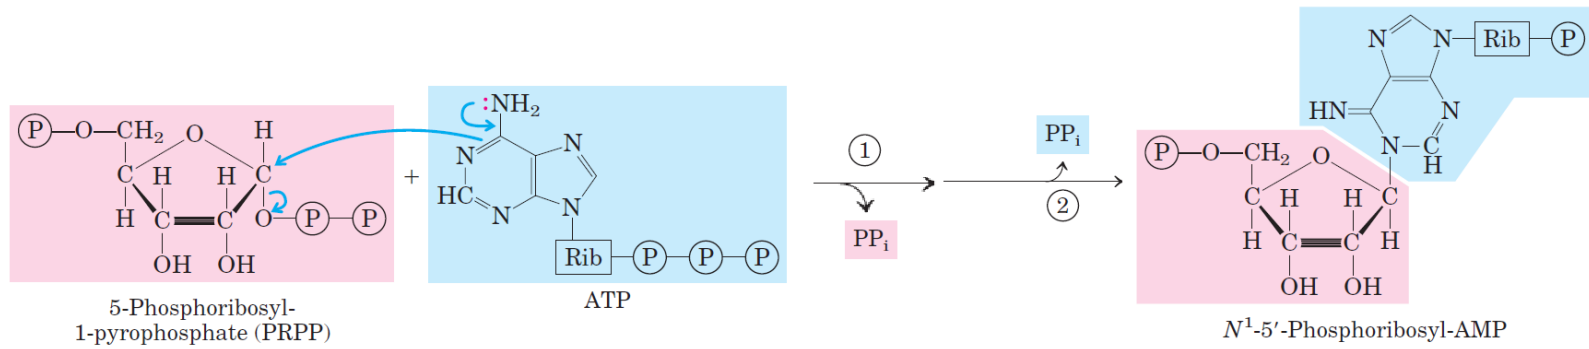 P—O—CH₂
O
H
C
H
H
C
H
C
C
O—P—P
OH
OH
5-Phosphoribosyl-
1-pyrophosphate (PRPP)
+
:NH₂
N
N
HC
N
N
Rib—P—P—P
ATP
①
PPᵢ
PPᵢ
②
N
N—Rib—P
HN
N
N
C
H
P—O—CH₂
O
C
H
H
C
H
C
C
H
OH
OH
N¹-5′-Phosphoribosyl-AMP